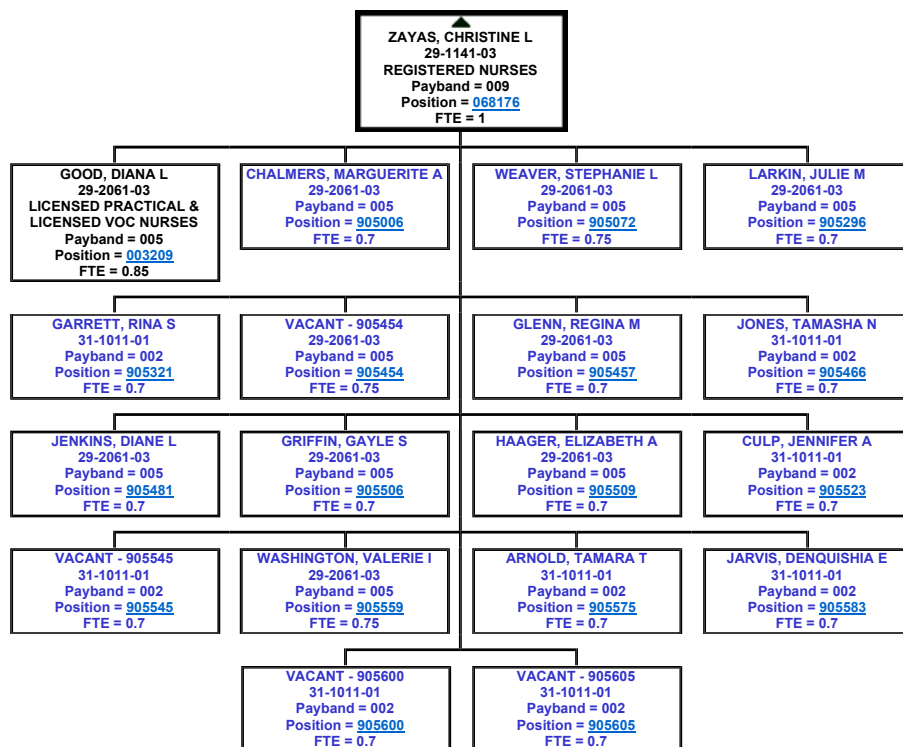 ZAYAS, CHRISTINE L
29-1141-03
REGISTERED NURSES
Payband = 009
Position = 068176
FTE = 1
GOOD, DIANA L
29-2061-03
LICENSED PRACTICAL &
LICENSED VOC NURSES
Payband = 005
Position = 003209
FTE = 0.85
CHALMERS, MARGUERITE A
29-2061-03
Payband = 005
Position = 905006
FTE = 0.7
WEAVER, STEPHANIE L
29-2061-03
Payband = 005
Position = 905072
FTE = 0.75
LARKIN, JULIE M
29-2061-03
Payband = 005
Position = 905296
FTE = 0.7
GARRETT, RINA S
31-1011-01
Payband = 002
Position = 905321
FTE = 0.7
VACANT - 905454
29-2061-03
Payband = 005
Position = 905454
FTE = 0.75
GLENN, REGINA M
29-2061-03
Payband = 005
Position = 905457
FTE = 0.7
JONES, TAMASHA N
31-1011-01
Payband = 002
Position = 905466
FTE = 0.7
JENKINS, DIANE L
29-2061-03
Payband = 005
Position = 905481
FTE = 0.7
GRIFFIN, GAYLE S
29-2061-03
Payband = 005
Position = 905506
FTE = 0.7
HAAGER, ELIZABETH A
29-2061-03
Payband = 005
Position = 905509
FTE = 0.7
CULP, JENNIFER A
31-1011-01
Payband = 002
Position = 905523
FTE = 0.7
VACANT - 905545
31-1011-01
Payband = 002
Position = 905545
FTE = 0.7
WASHINGTON, VALERIE I
29-2061-03
Payband = 005
Position = 905559
FTE = 0.75
ARNOLD, TAMARA T
31-1011-01
Payband = 002
Position = 905575
FTE = 0.7
JARVIS, DENQUISHIA E
31-1011-01
Payband = 002
Position = 905583
FTE = 0.7
VACANT - 905600
31-1011-01
Payband = 002
Position = 905600
FTE = 0.7
VACANT - 905605
31-1011-01
Payband = 002
Position = 905605
FTE = 0.7